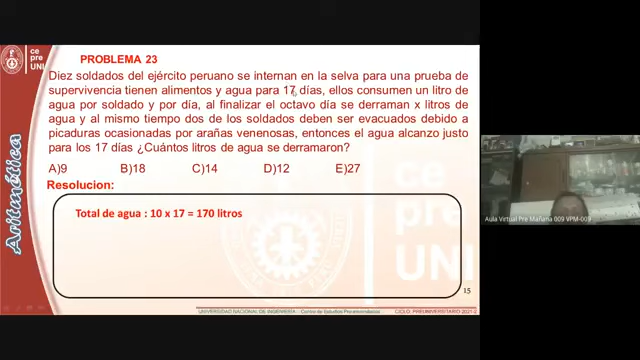 ce
pre
UNI
PROBLEMA 23
Diez soldados del ejército peruano se internan en la selva para una prueba de
supervivencia tienen alimentos y agua para 17 días, ellos consumen un litro de
agua por soldado y por día, al finalizar el octavo día se derraman x litros de
agua y al mismo tiempo dos de los soldados deben ser evacuados debido a
picaduras ocasionadas por arañas venenosas, entonces el agua alcanzo justo
para los 17 días ¿Cuántos litros de agua se derramaron?
A)9 B)18 C)14 D)12 E)27
Resolucion:
Total de agua : 10 x 17 = 170 litros
Aritmética
ce
pre
UNI
15
UNIVERSIDAD NACIONAL DE INGENIERÍA - Centro de Estudios Preuniversitarios CICLO PREUNIVERSITARIO 2021-2
Aula Virtual Pre Mañana 009 VPM-009